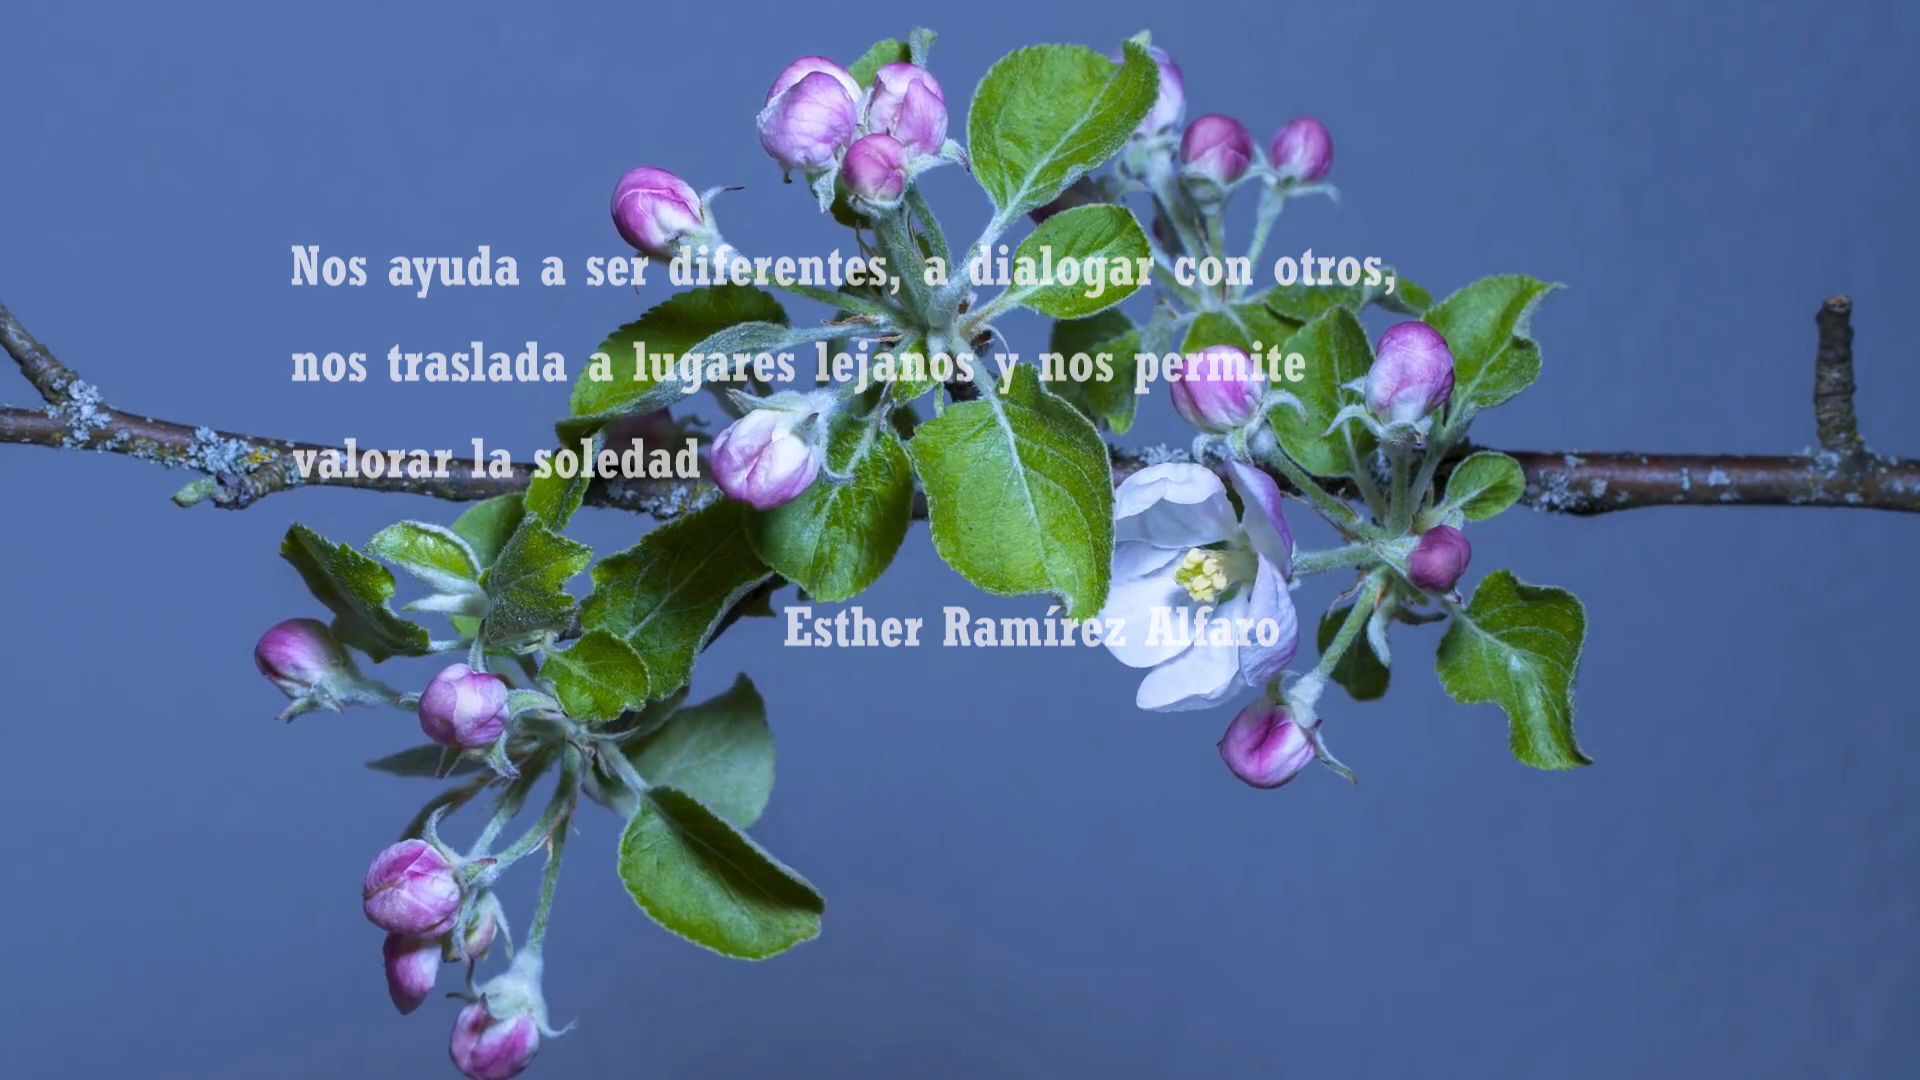 Nos ayuda a ser diferentes, a dialogar con otros,
nos traslada a lugares lejanos y nos permite
valorar la soledad
Esther Ramírez Alfaro